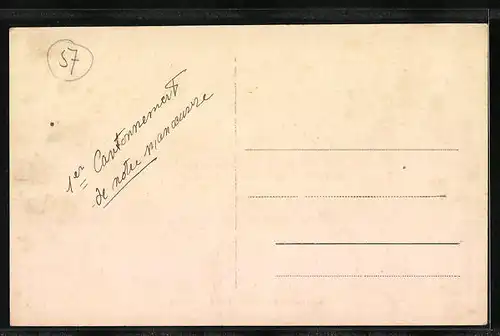 57
1er Cantonnement
de notre manoeuvre